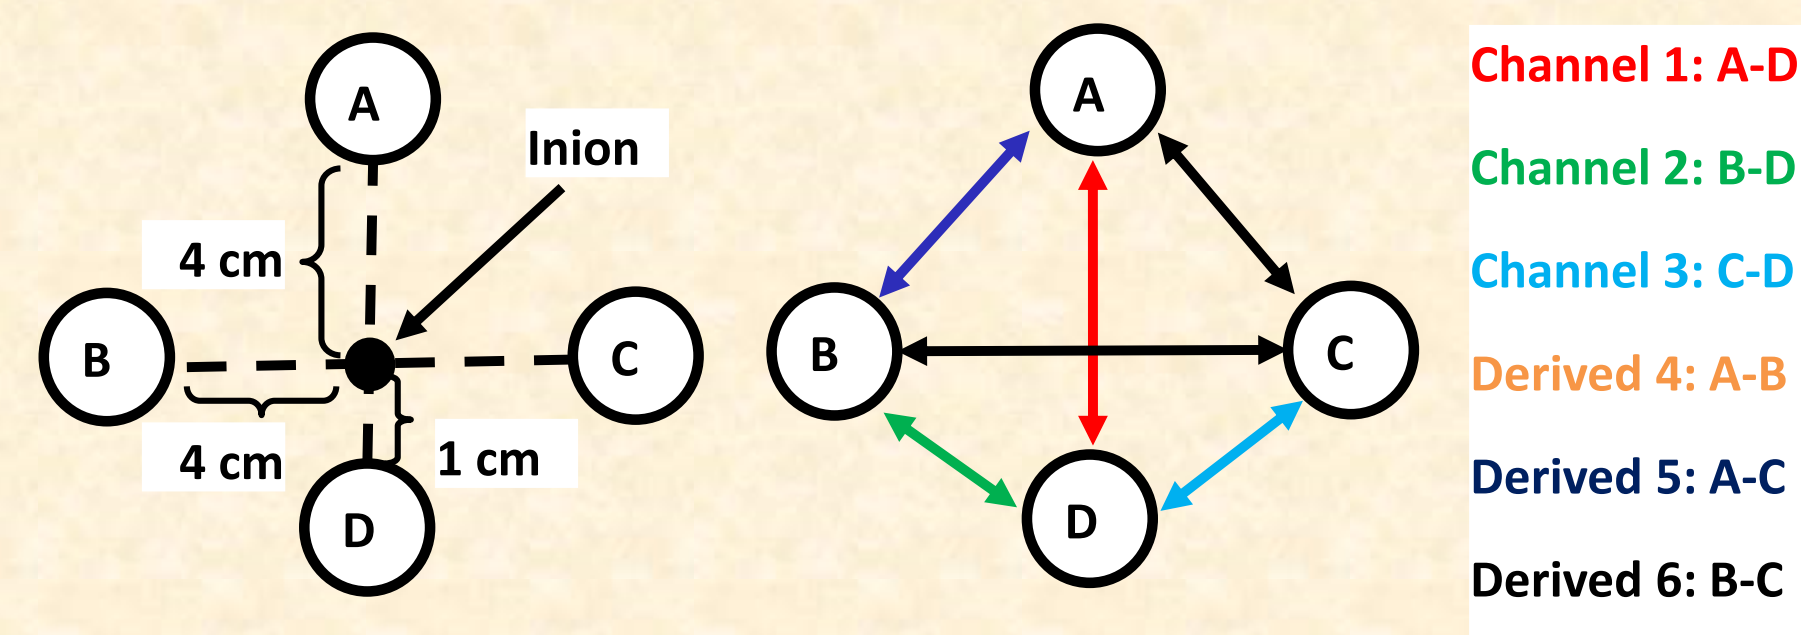 A
Inion
4 cm
B
C
4 cm
1 cm
D
A
B
C
D
Channel 1: A-D
Channel 2: B-D
Channel 3: C-D
Derived 4: A-B
Derived 5: A-C
Derived 6: B-C